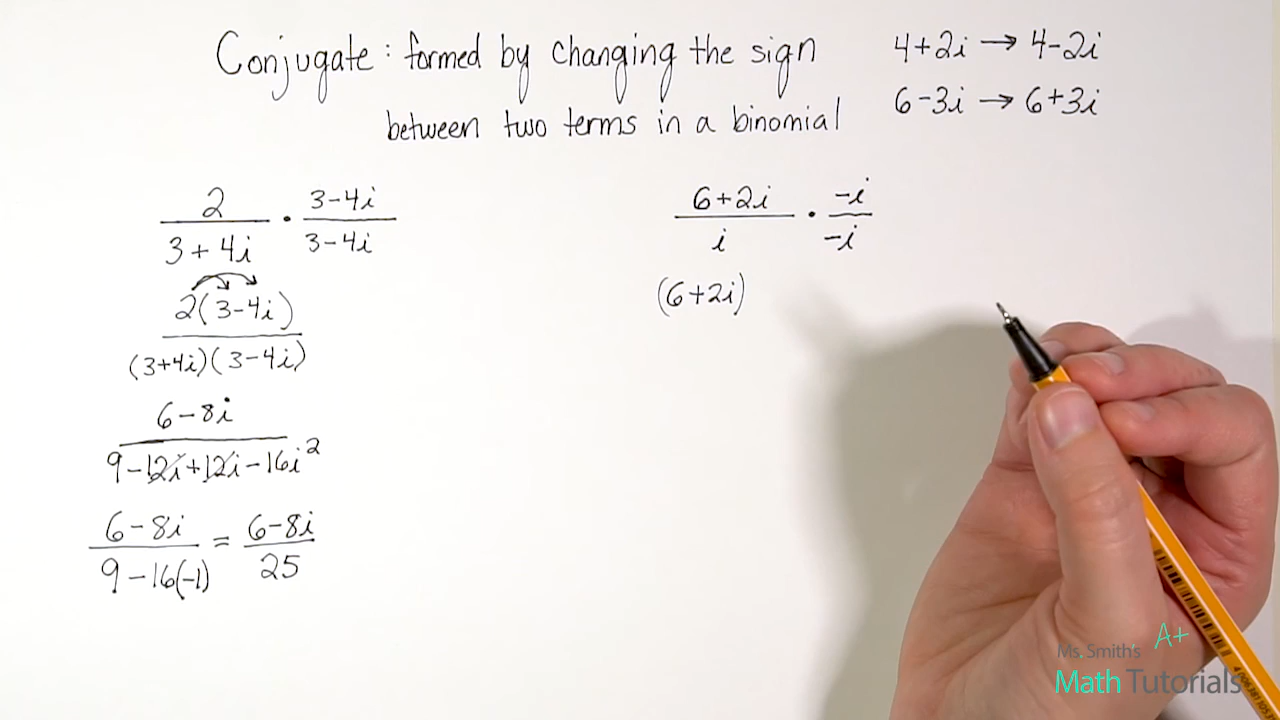 Conjugate: formed by changing the sign
between two terms in a binomial
4+2i → 4-2i
6-3i → 6+3i
2/(3+4i) • (3-4i)/(3-4i)
2(3-4i)
(3+4i)(3-4i)
6-8i
9-12i+12i-16i²
(6-8i)/(9-16(-1)) = (6-8i)/25
(6+2i)/i • -i/-i
(6+2i)
A+
Ms. Smith's
Math Tutorials